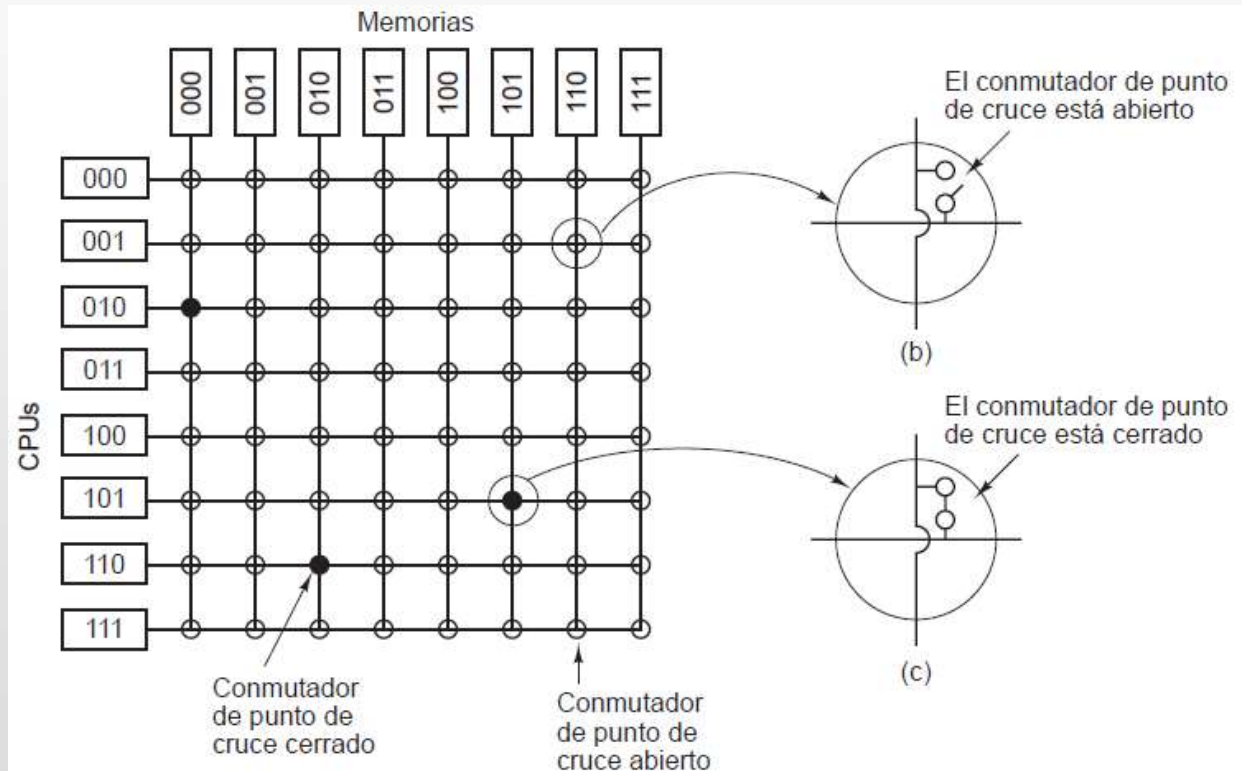 Memorias
000
001
010
011
100
101
110
111
CPUs
000
001
010
011
100
101
110
111
Conmutador
de punto de
cruce cerrado
Conmutador
de punto de
cruce abierto
El conmutador de punto
de cruce está abierto
(b)
El conmutador de punto
de cruce está cerrado
(c)